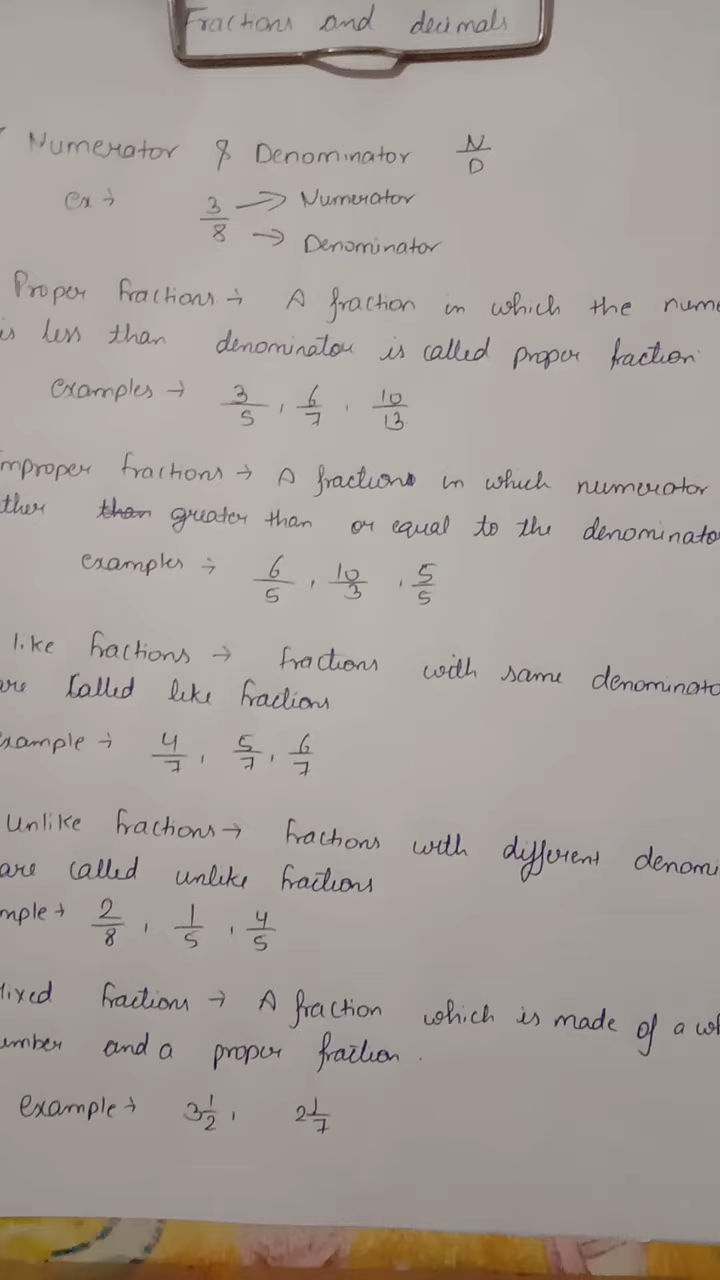 Fractions and decimals
Numerator & Denominator N/D
ex → 3/8 → Numerator
→ Denominator
Proper fractions → A fraction in which the nume
is less than denominator is called proper fraction
examples → 3/5, 6/7, 10/13
mproper fractions → A fractions in which numerator
ther than greater than or equal to the denominato
examples → 6/5, 10/3, 5/5
like fractions → fractions with same denominato
are called like fractions
xample → 4/7, 5/7, 6/7
Unlike fractions → fractions with different denomi
are called unlike fractions
mple → 2/8, 1/5, 4/5
ixed fractions → A fraction which is made of a wh
umber and a proper fraction.
example → 3 1/2, 2 1/7